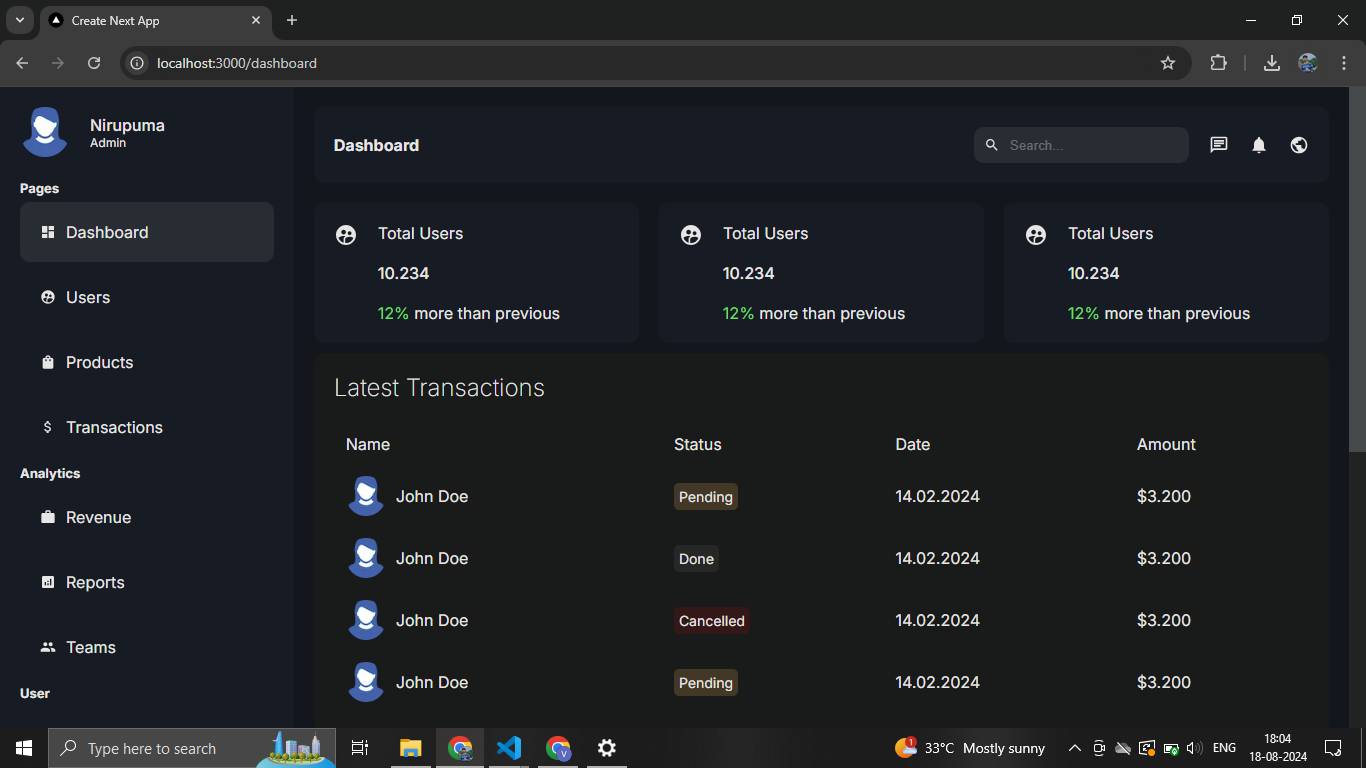 Create Next App
localhost:3000/dashboard
Nirupuma
Admin
Pages
Dashboard
Users
Products
Transactions
Analytics
Revenue
Reports
Teams
User
Dashboard
Search...
Total Users
10.234
12% more than previous
Total Users
10.234
12% more than previous
Total Users
10.234
12% more than previous
Latest Transactions
Name Status Date Amount
John Doe Pending 14.02.2024 $3.200
John Doe Done 14.02.2024 $3.200
John Doe Cancelled 14.02.2024 $3.200
John Doe Pending 14.02.2024 $3.200
Type here to search
V
1
33°C Mostly sunny
ENG
18:04
18-08-2024